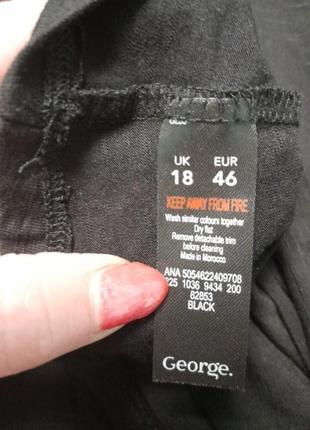 UK EUR
18 46
KEEP AWAY FROM FIRE
Wash similar colours together
Dry flat
Remove detachable trim
before cleaning
Made in Morocco
ANA 5054622409708
225 1036 9434 200
82853
BLACK
George.